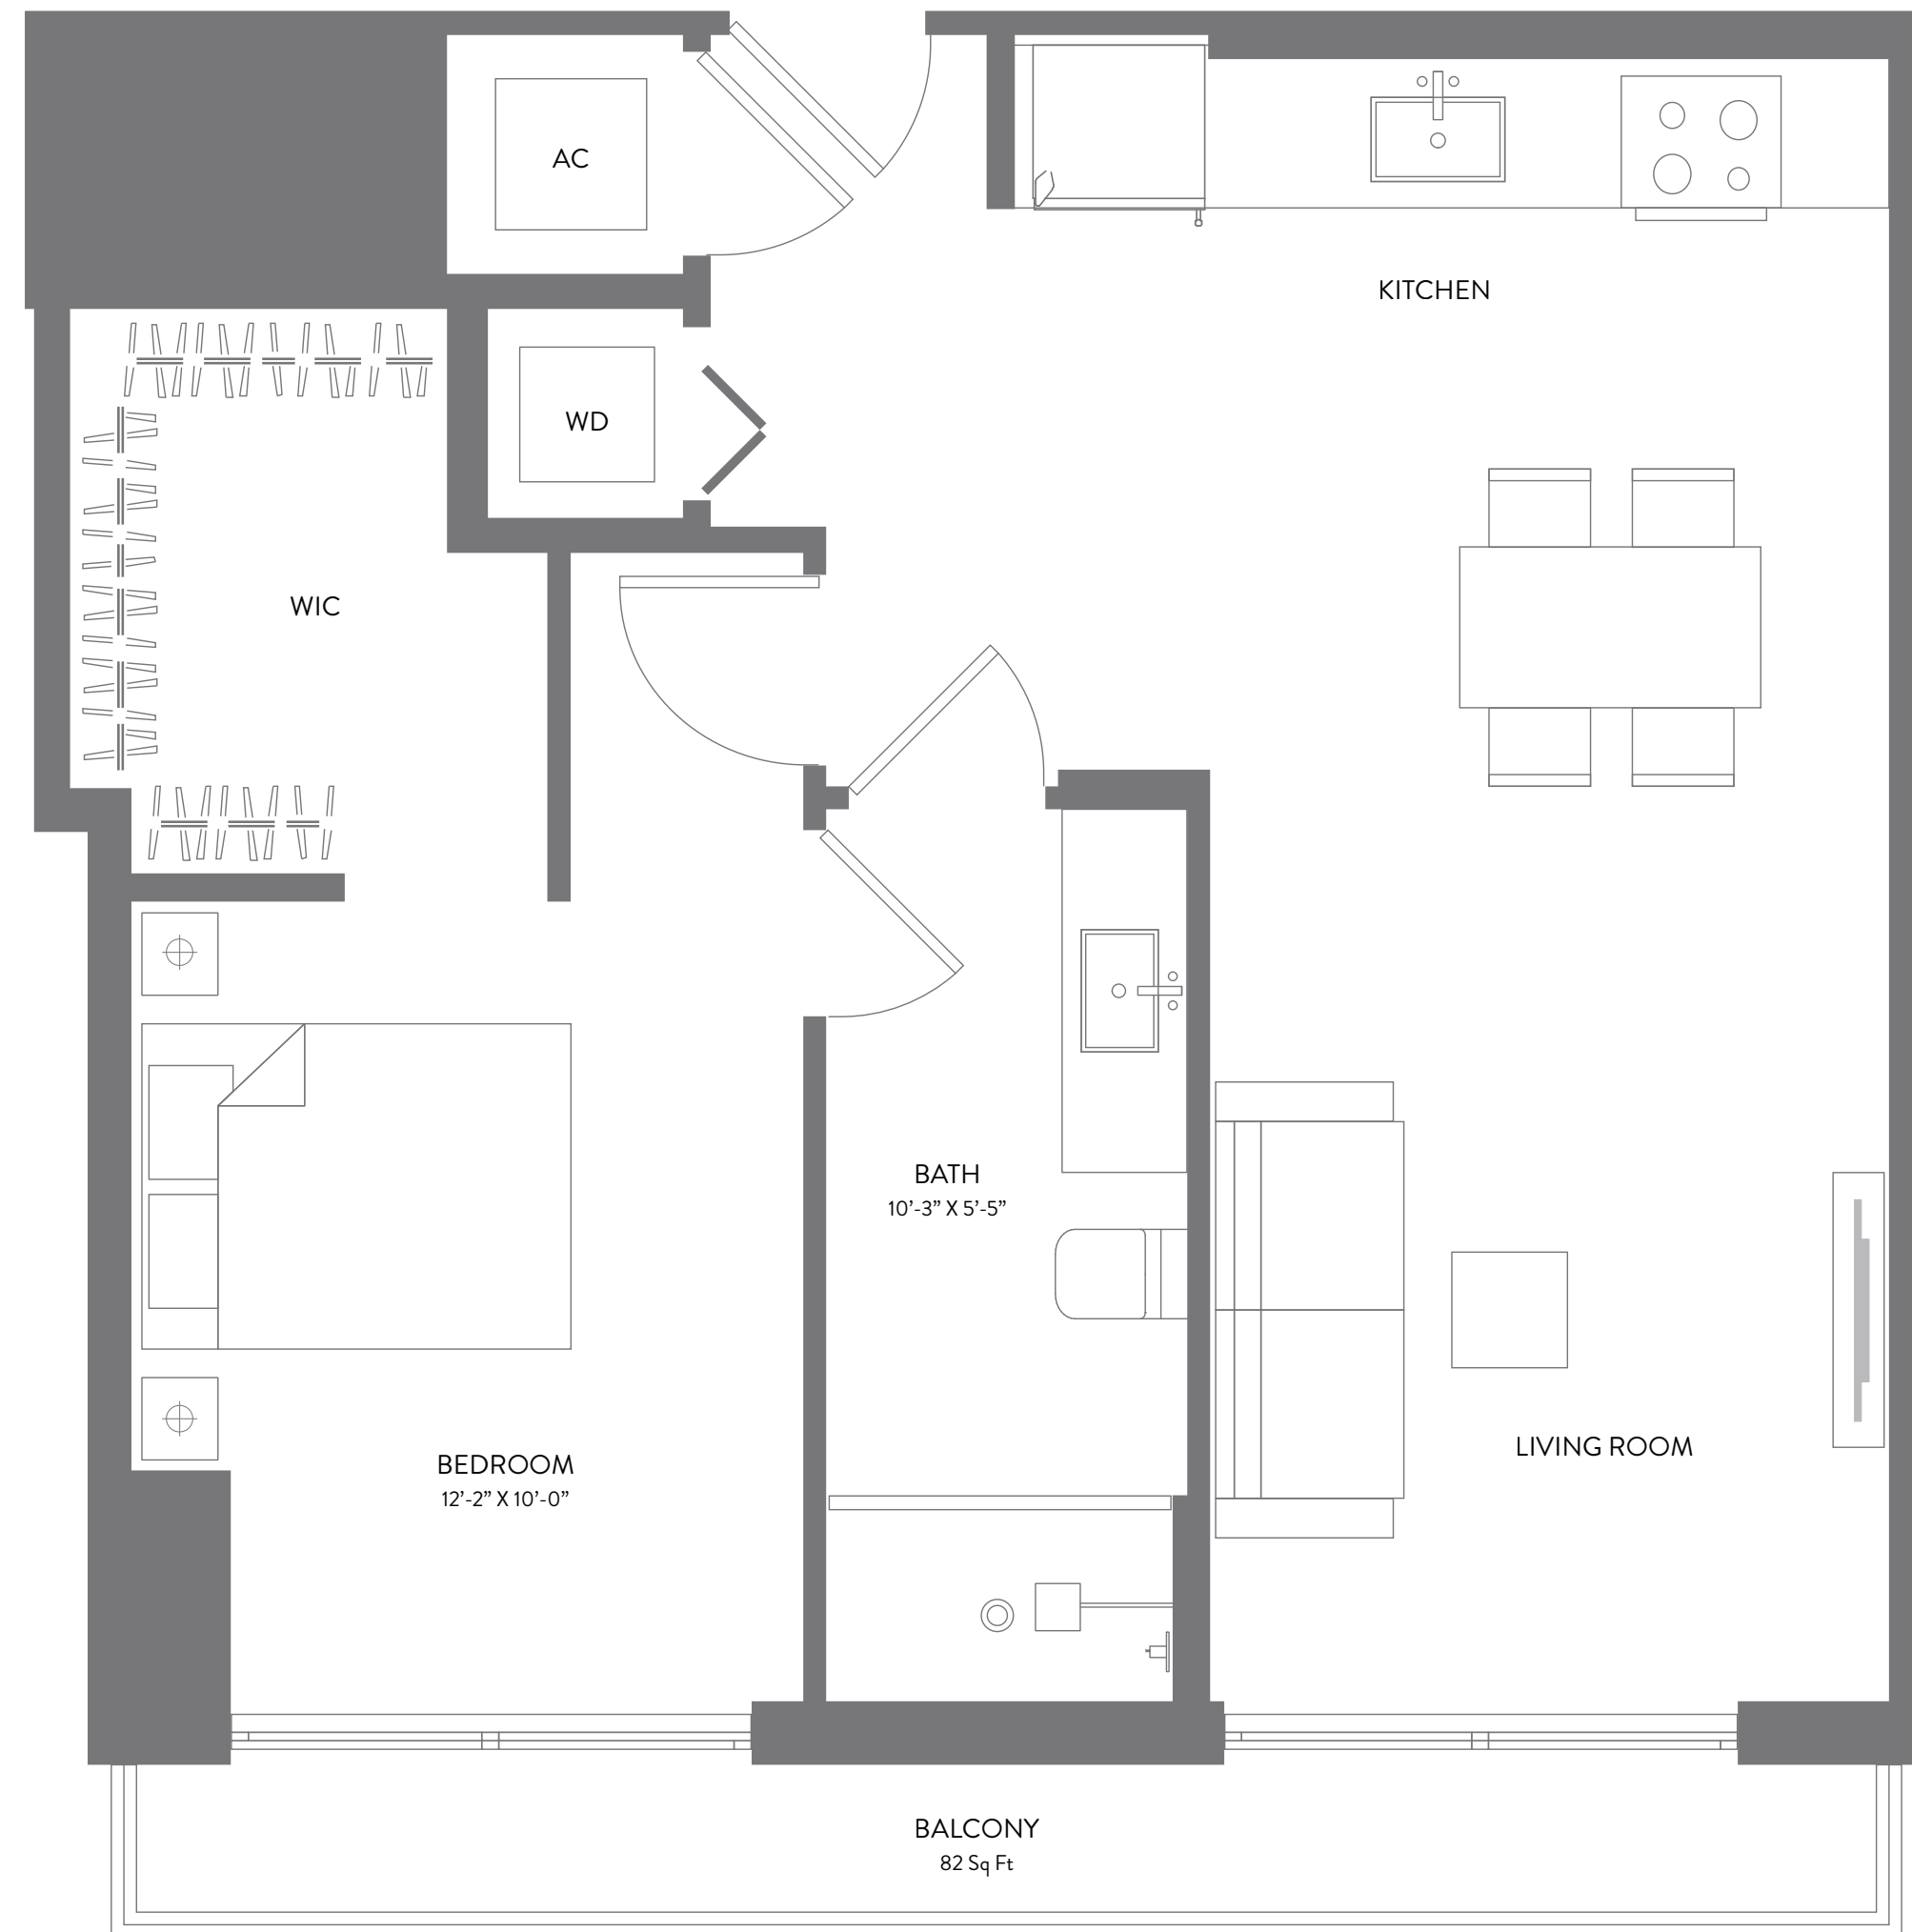 AC
KITCHEN
WD
WIC
BATH
10’-3” X 5’-5”
LIVING ROOM
BEDROOM
12’-2” X 10’-0”
BALCONY
82 Sq Ft